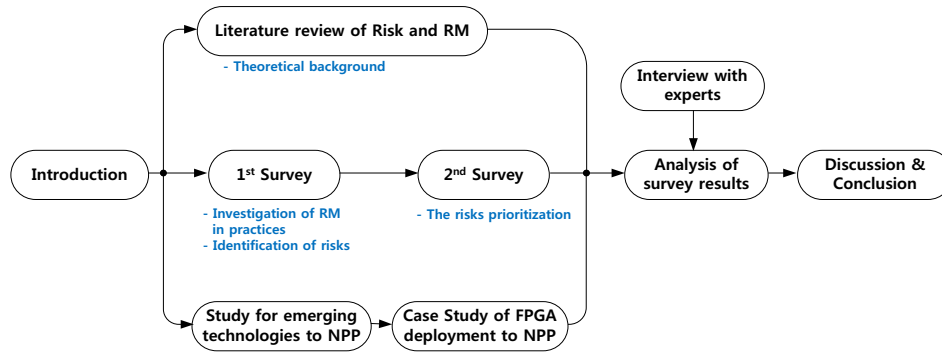 Literature review of Risk and RM
- Theoretical background
Interview with
experts
Introduction
1st Survey
2nd Survey
Analysis of
survey results
Discussion &
Conclusion
- Investigation of RM
in practices
- Identification of risks
- The risks prioritization
Study for emerging
technologies to NPP
Case Study of FPGA
deployment to NPP